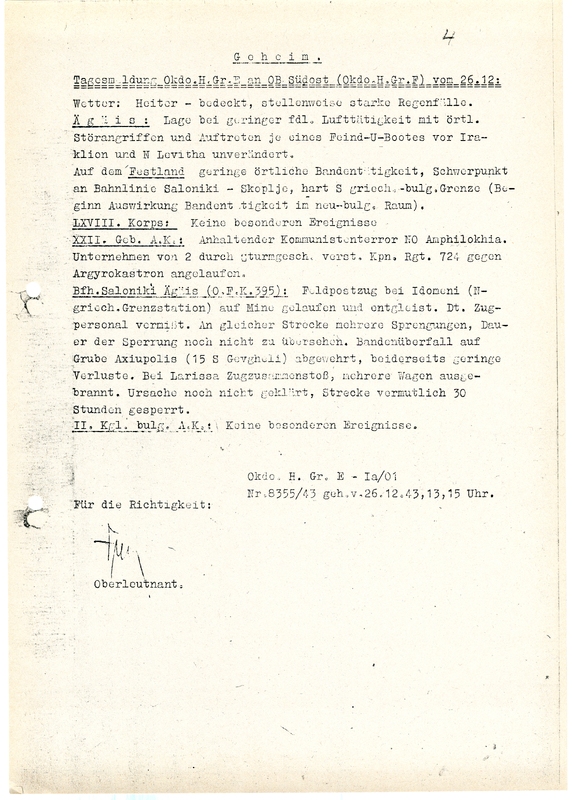 4
Geheim.
Tagesmeldung Okdo.H.Gr.E an OB Südost (Okdo.H.Gr.F) vom 26.12:
Wetter: Heiter - bedeckt, stellenweise starke Regenfälle.
Ägäis: Lage bei geringer fdl. Lufttätigkeit mit örtl.
Störangriffen und Auftreten je eines Feind-U-Bootes vor Ira-
klion und N Levitha unverändert.
Auf dem Festland geringe örtliche Bandentätigkeit, Schwerpunkt
an Bahnlinie Saloniki - Skoplje, hart S griech.-bulg.Grenze (Be-
ginn Auswirkung Bandentätigkeit im neu-bulg. Raum).
LXVIII. Korps: Keine besonderen Ereignisse
XXII. Geb. A.K.: Anhaltender Kommunistenterror NO Amphilokhia.
Unternehmen von 2 durch Sturmgesch. verst. Kpn. Rgt. 724 gegen
Argyrokastron angelaufen.
Bfh.Saloniki Ägäis (O.F.K.395): Feldpostzug bei Idomeni (N-
griech.Grenzstation) auf Mine gelaufen und entgleist. Dt. Zug-
personal vermißt. An gleicher Strecke mehrere Sprengungen, Dau-
er der Sperrung noch nicht zu übersehen. Bandenüberfall auf
Grube Axiupolis (15 S Gevgheli) abgewehrt, beiderseits geringe
Verluste. Bei Larissa Zugzusammenstoß, mehrere Wagen ausge-
brannt. Ursache noch nicht geklärt, Strecke vermutlich 30
Stunden gesperrt.
II. Kgl. bulg. A.K.: Keine besonderen Ereignisse.
Okdo. H. Gr. E - Ia/01
Nr.8355/43 geh.v.26.12.43,13,15 Uhr.
Für die Richtigkeit:
Oberleutnant.